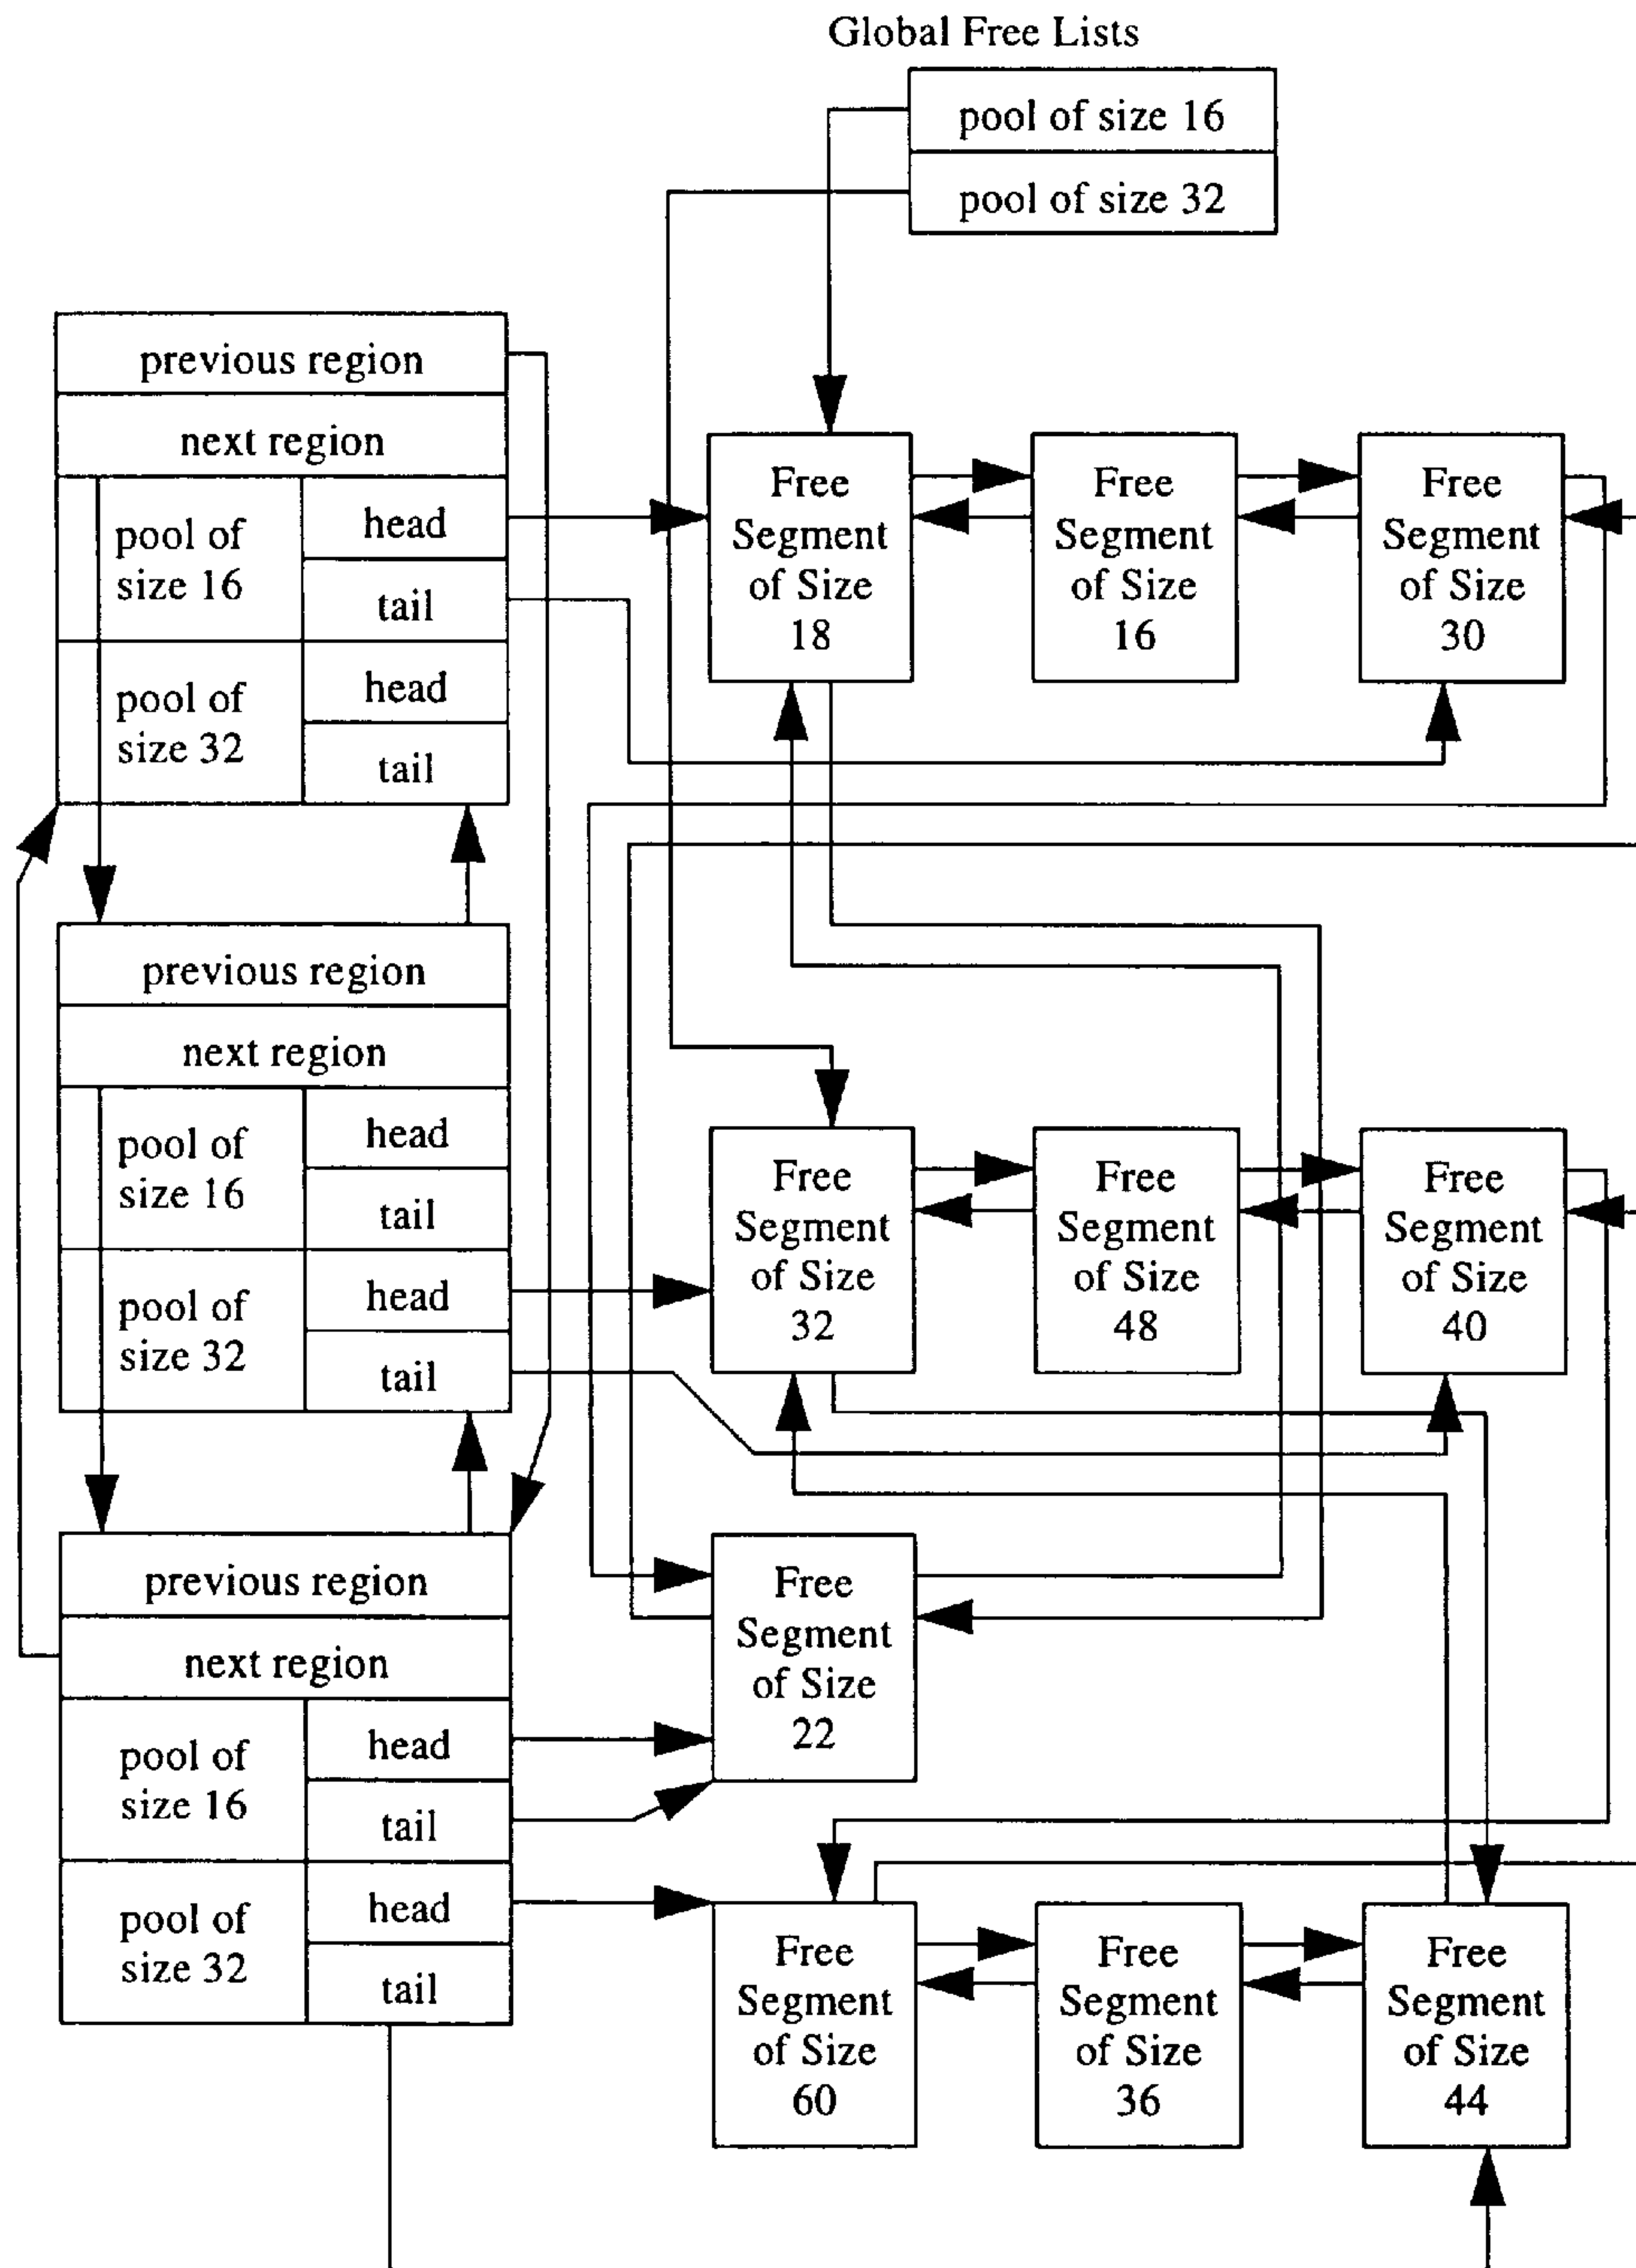 Global Free Lists
pool of size 16
pool of size 32
previous region
next region
pool of
size 16
head
tail
pool of
size 32
head
tail
Free
Segment
of Size
18
Free
Segment
of Size
16
Free
Segment
of Size
30
previous region
next region
pool of
size 16
head
tail
pool of
size 32
head
tail
Free
Segment
of Size
32
Free
Segment
of Size
48
Free
Segment
of Size
40
previous region
next region
pool of
size 16
head
tail
pool of
size 32
head
tail
Free
Segment
of Size
22
Free
Segment
of Size
60
Free
Segment
of Size
36
Free
Segment
of Size
44